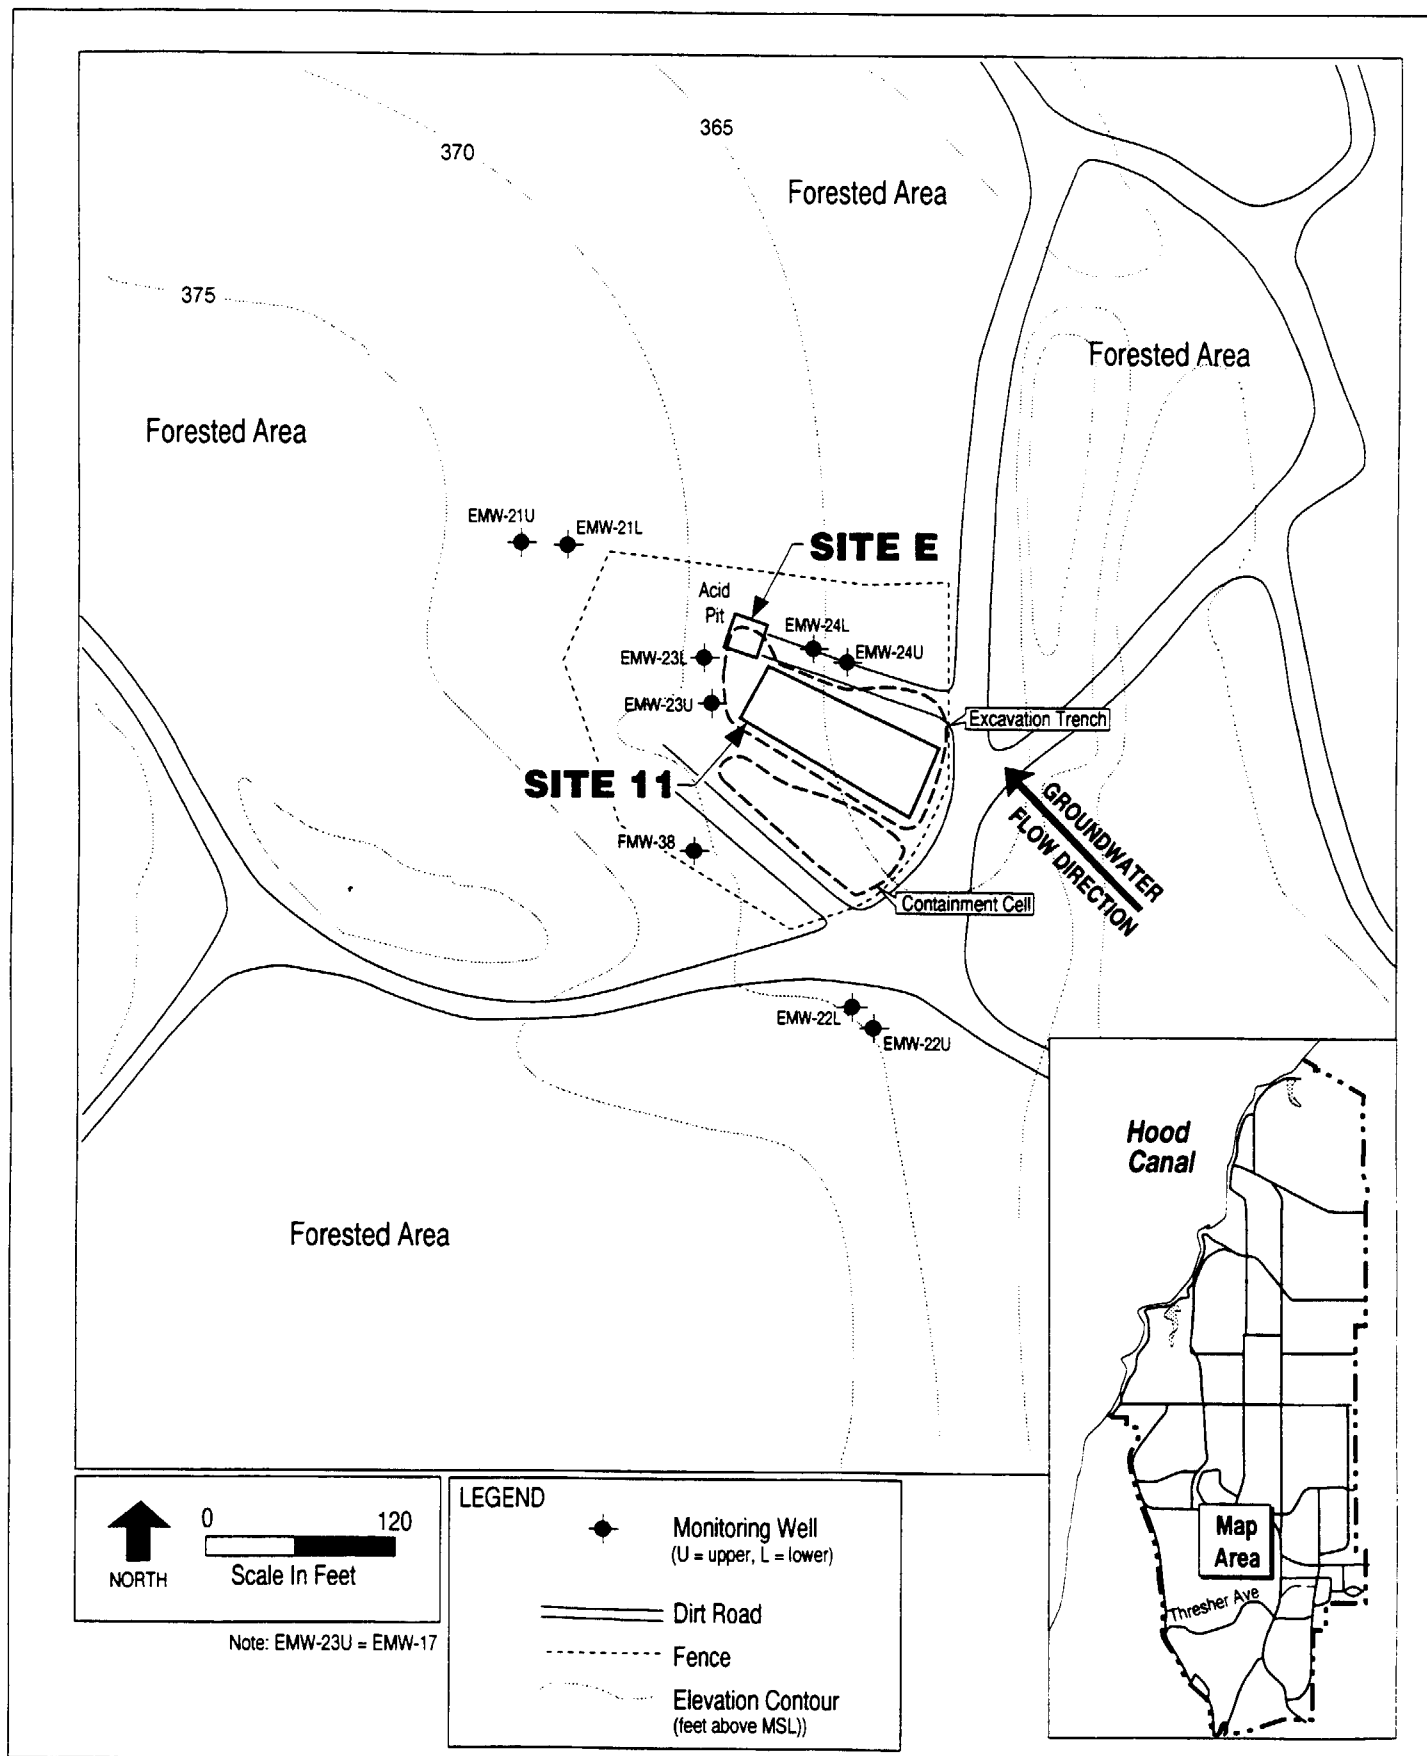 365
370
Forested Area
375
Forested Area
Forested Area
EMW-21U
EMW-21L
SITE E
Acid
Pit
EMW-24L
EMW-24U
EMW-23L
EMW-23U
Excavation Trench
SITE 11
GROUNDWATER
FLOW DIRECTION
EMW-38
Containment Cell
EMW-22L
EMW-22U
Forested Area
Hood
Canal
Map
Area
Thresher Ave
NORTH
0 120
Scale In Feet
Note: EMW-23U = EMW-17
LEGEND
Monitoring Well
(U = upper, L = lower)
Dirt Road
Fence
Elevation Contour
(feet above MSL))